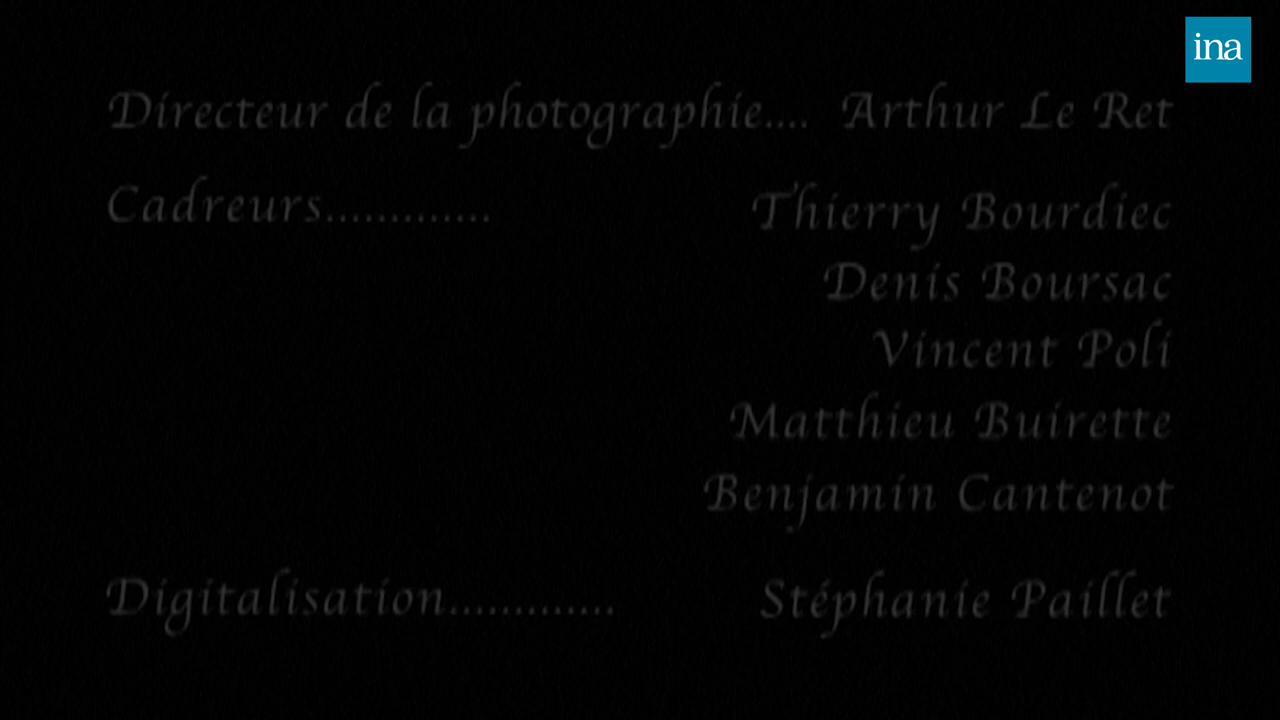 ina
Directeur de la photographie.... Arthur Le Ret
Cadreurs............. Thierry Bourdiec
Denis Boursac
Vincent Poli
Matthieu Buirette
Benjamin Cantenot
Digitalisation............. Stéphanie Paillet